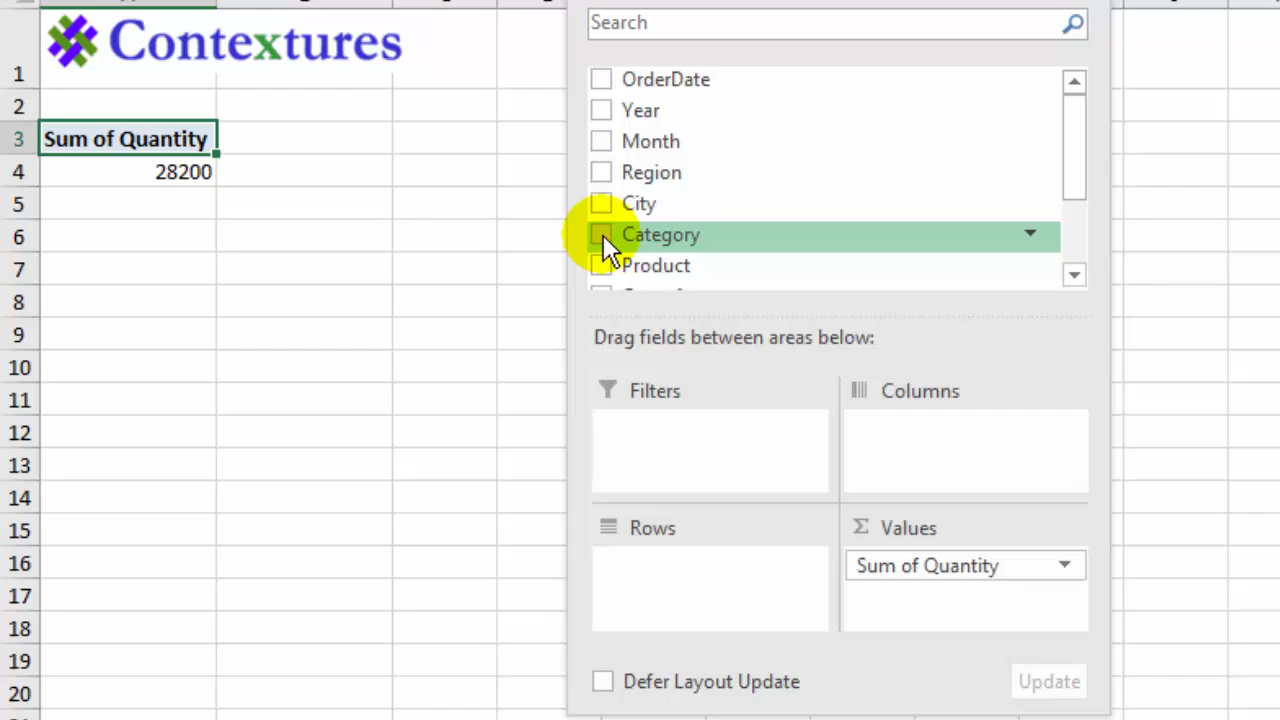 Contextures
Search
OrderDate
Year
Month
Region
City
Category
Product
1
2
3
Sum of Quantity
4
28200
5
6
7
8
9
10
11
12
13
14
15
16
17
18
19
20
Drag fields between areas below:
Filters
Columns
Rows
Values
Sum of Quantity
Defer Layout Update
Update